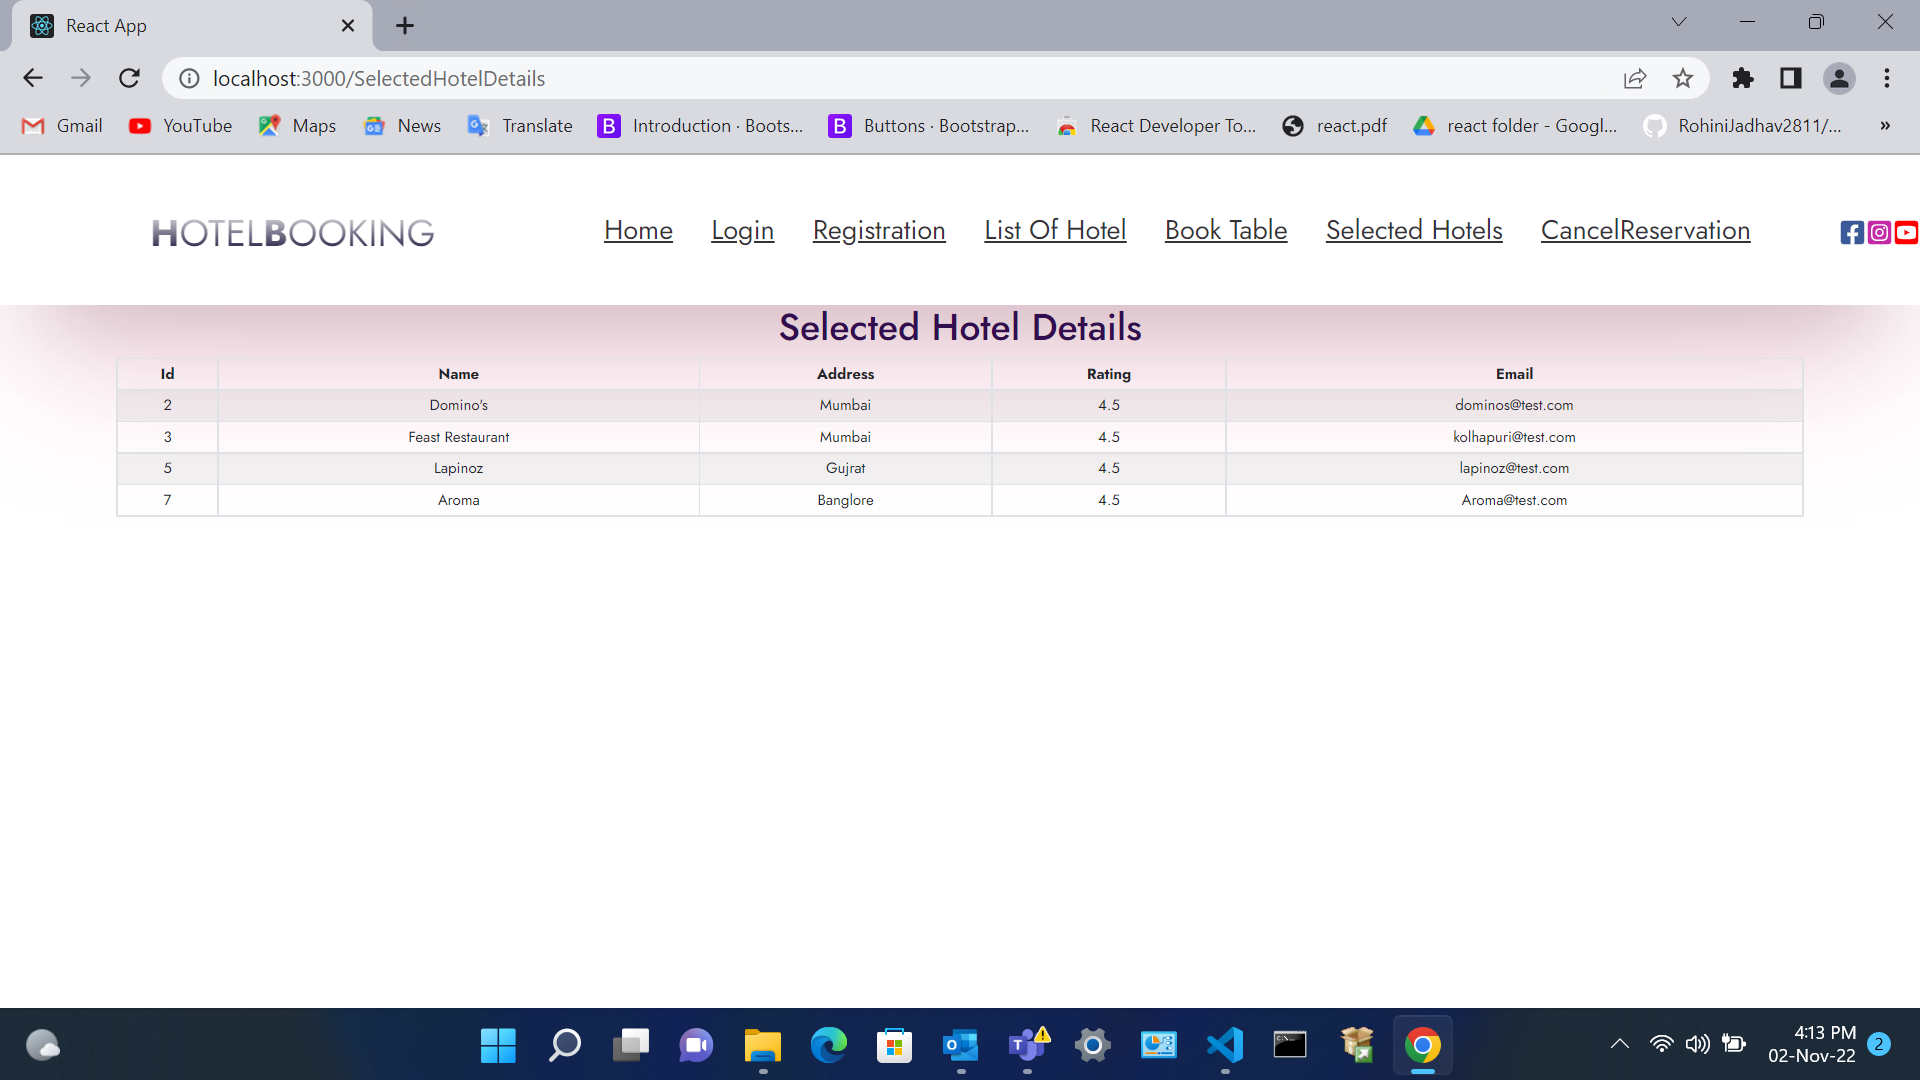 React App
localhost:3000/SelectedHotelDetails
Gmail YouTube Maps News Translate Introduction · Boots... Buttons · Bootstrap... React Developer To... react.pdf react folder - Googl... RohiniJadhav2811/... »
HOTELBOOKING Home Login Registration List Of Hotel Book Table Selected Hotels CancelReservation
Selected Hotel Details
Id Name Address Rating Email
2 Domino's Mumbai 4.5 dominos@test.com
3 Feast Restaurant Mumbai 4.5 kolhapuri@test.com
5 Lapinoz Gujrat 4.5 lapinoz@test.com
7 Aroma Banglore 4.5 Aroma@test.com
4:13 PM
02-Nov-22 2